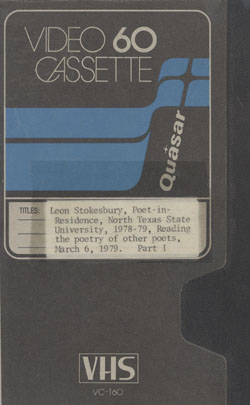 VIDEO 60
CASSETTE
Quasar
TITLES: Leon Stokesbury, Poet-in-
Residence, North Texas State
University, 1978-79, Reading
the poetry of other poets,
March 6, 1979. Part I
VHS
VC-T60